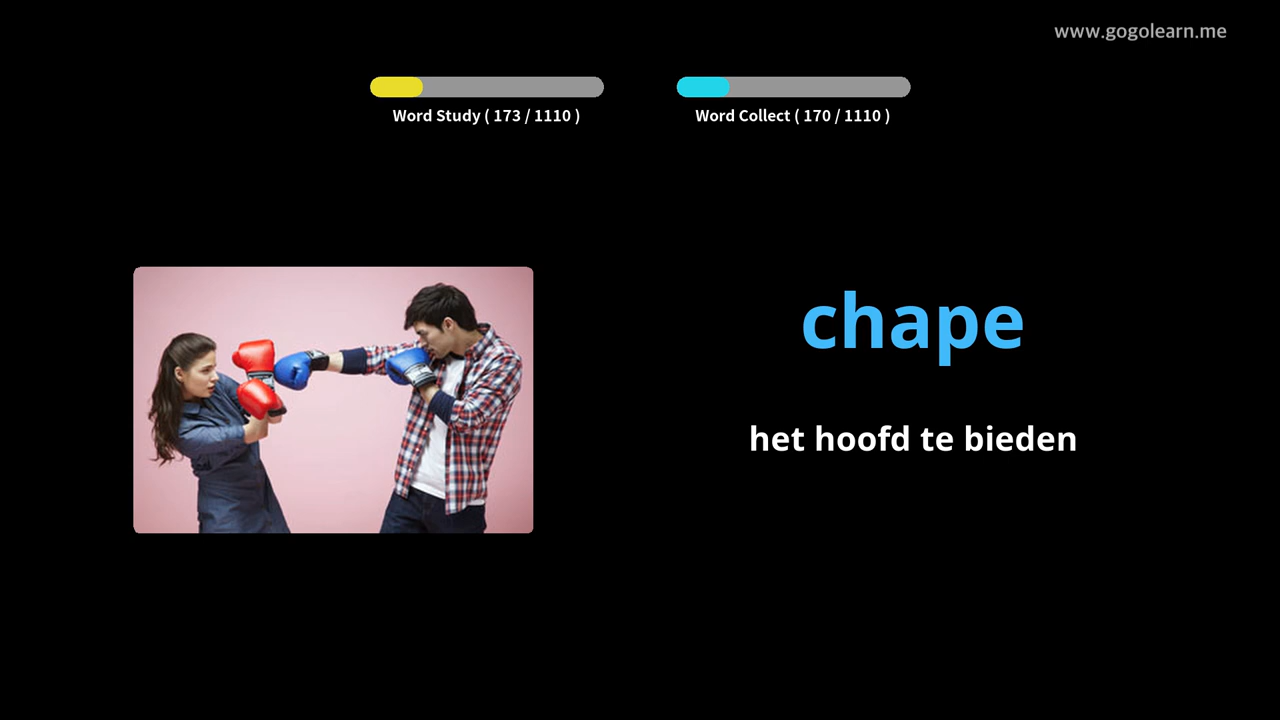 www.gogolearn.me
Word Study ( 173 / 1110 )
Word Collect ( 170 / 1110 )
chape
het hoofd te bieden